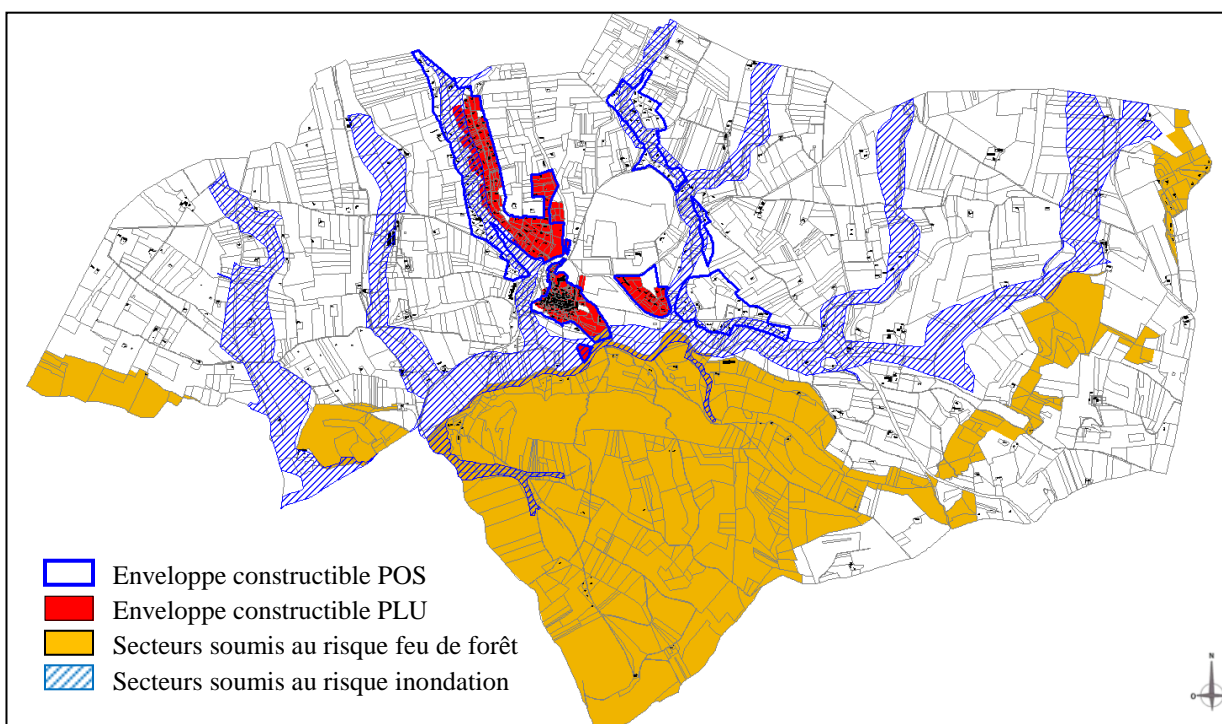 Enveloppe constructible POS
Enveloppe constructible PLU
Secteurs soumis au risque feu de forêt
Secteurs soumis au risque inondation
N
O